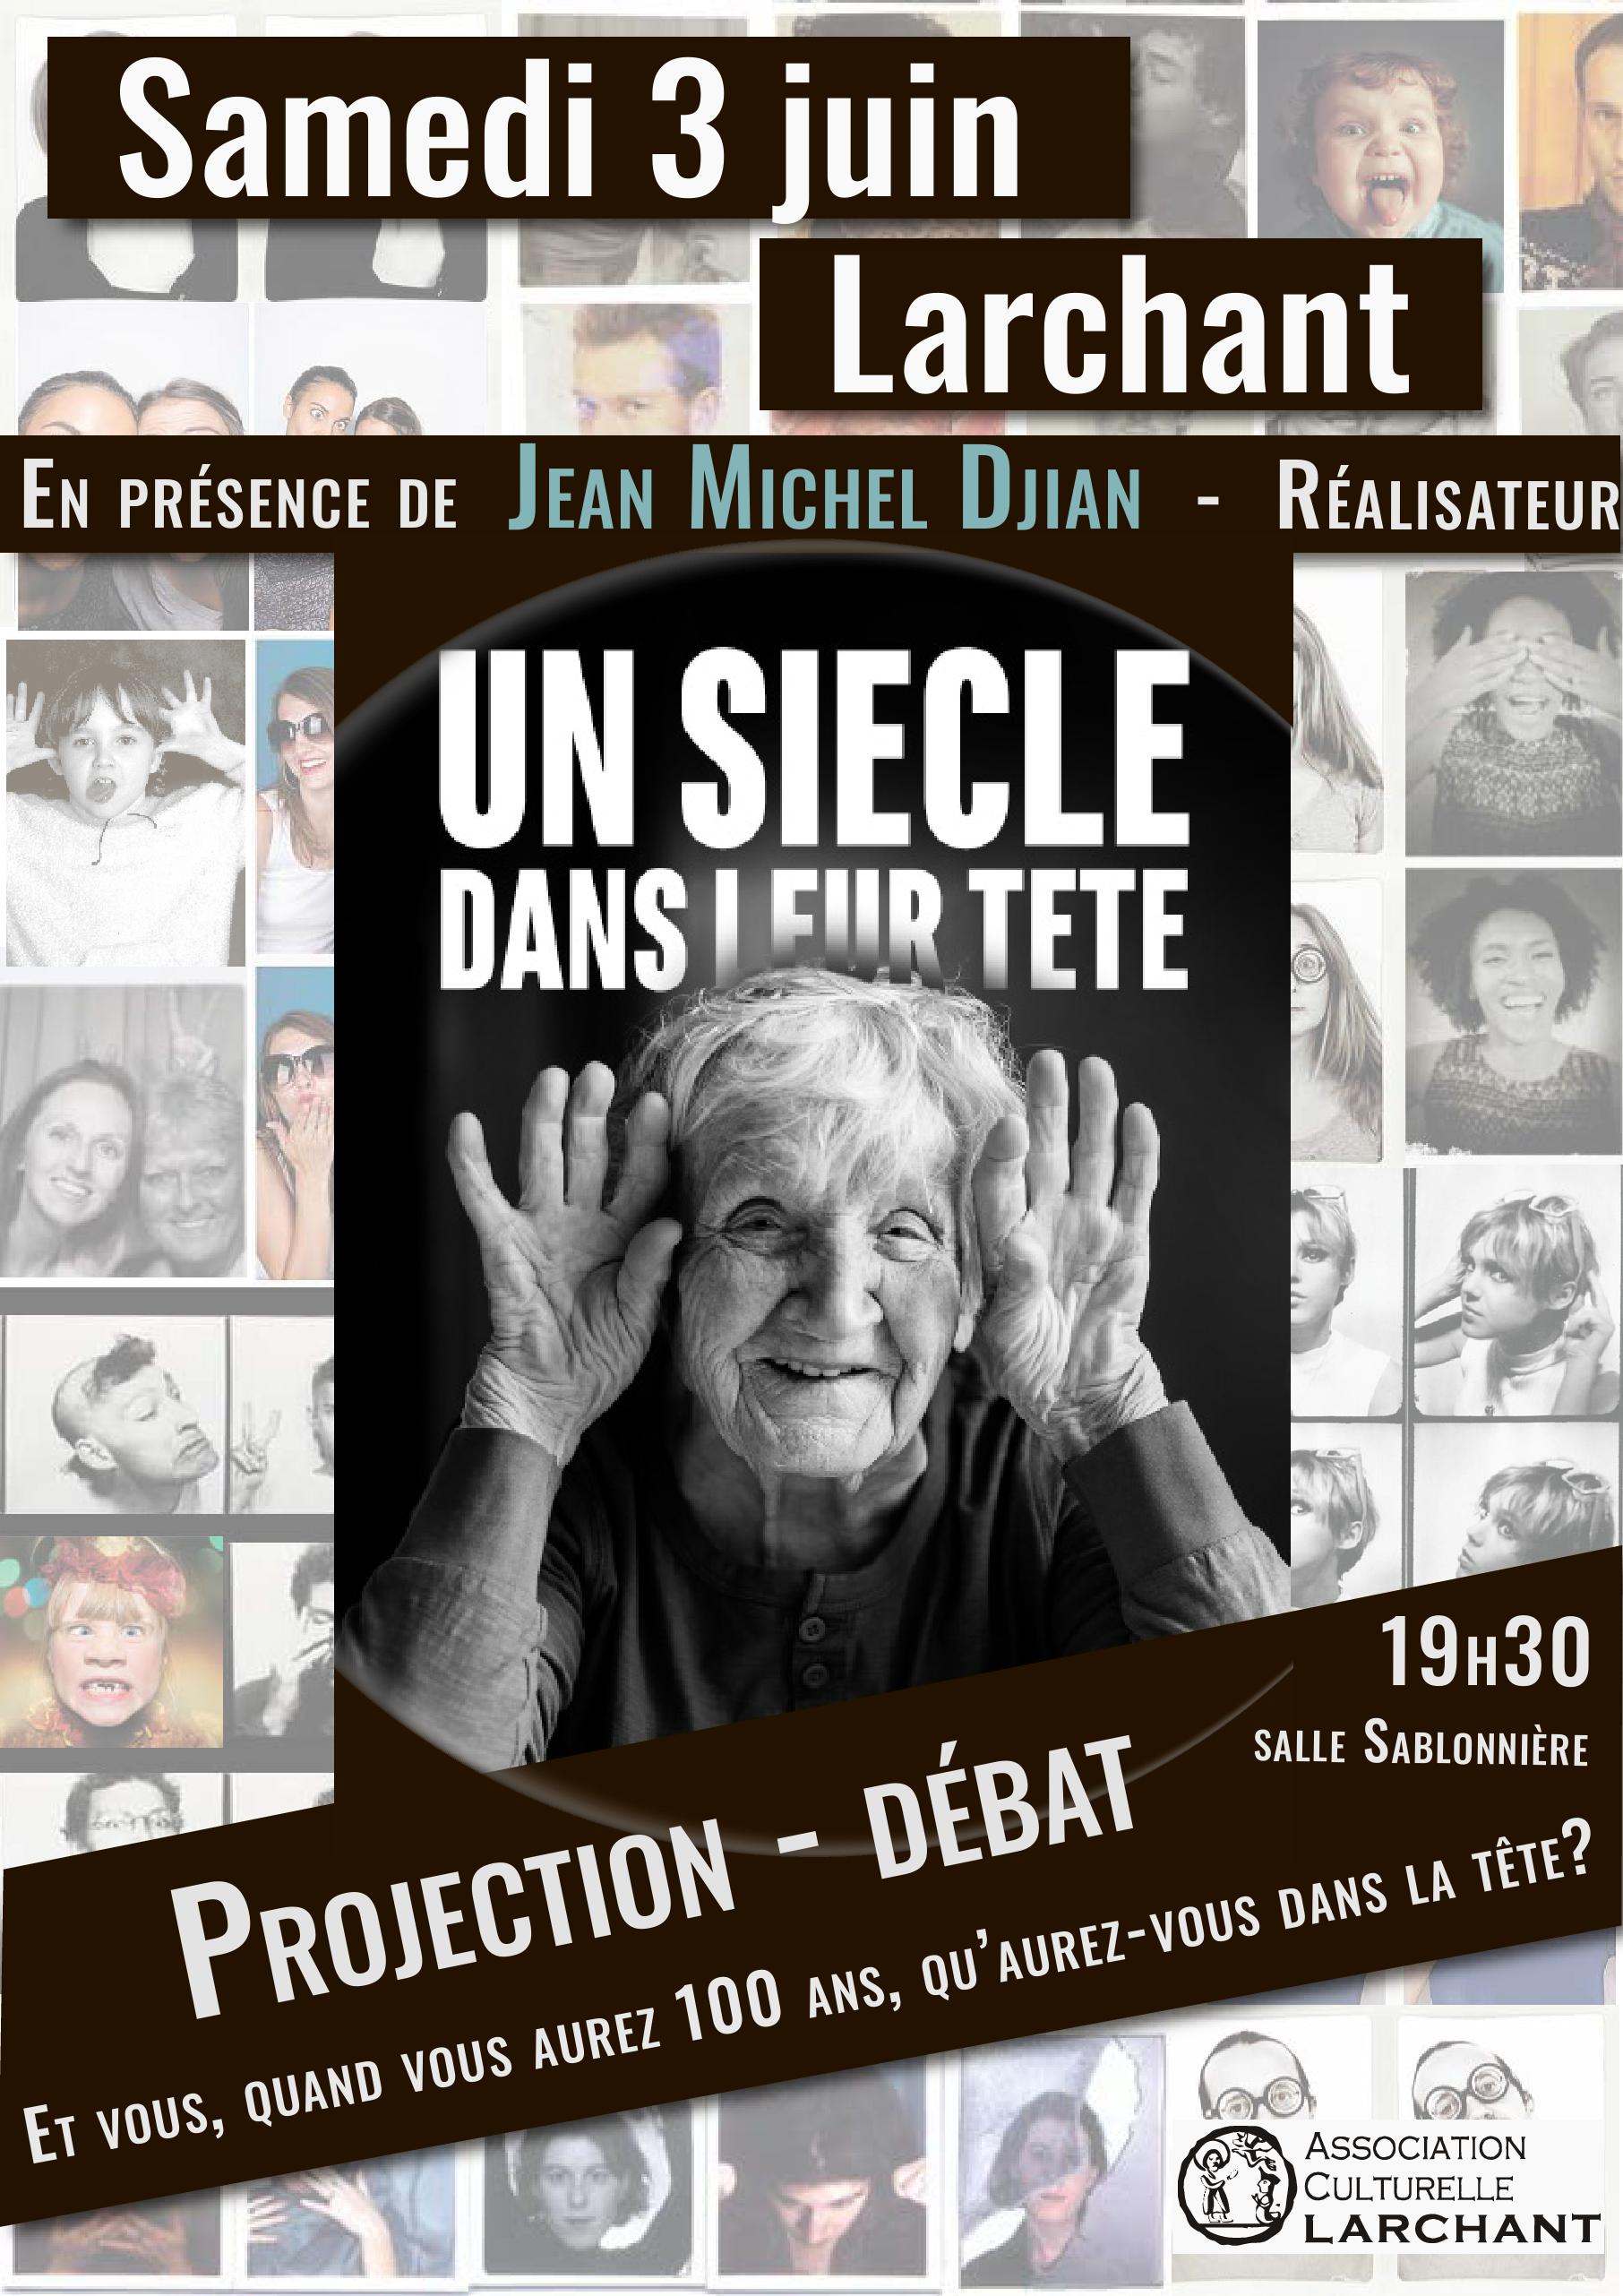 Samedi 3 juin
Larchant
En présence de Jean Michel Djian - Réalisateur
UN SIECLE
DANS LEUR TETE
19h30
salle Sablonnière
Projection - débat
Et vous, quand vous aurez 100 ans, qu'aurez-vous dans la tête?
Association
Culturelle
LARCHANT